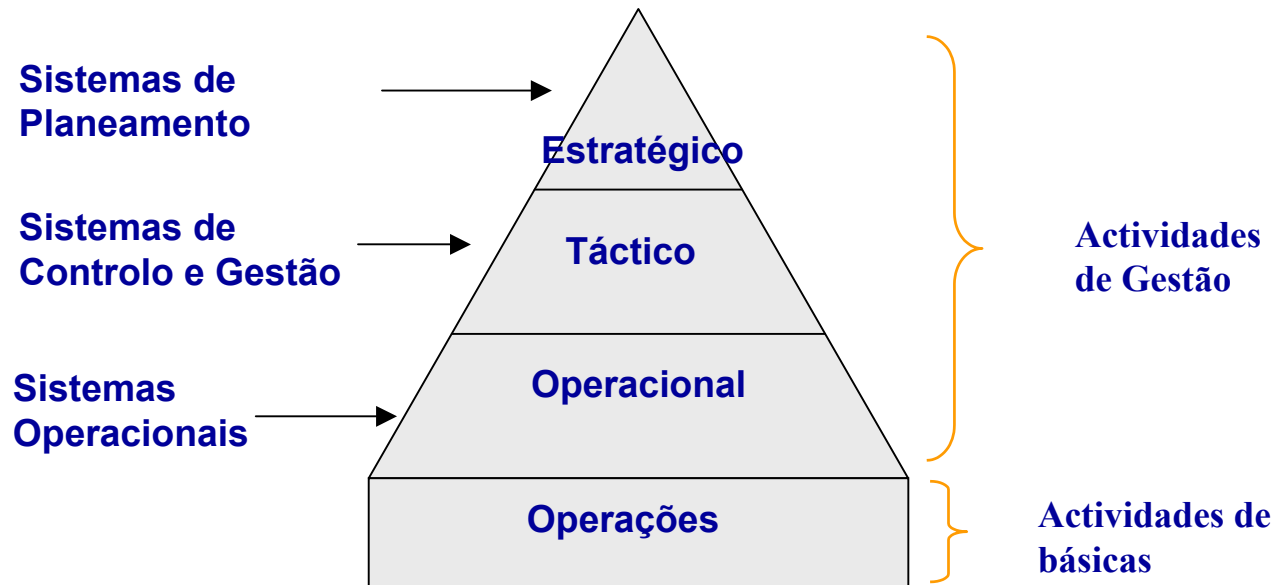 Sistemas de
Planeamento
Estratégico
Sistemas de
Controlo e Gestão
Táctico
Actividades
de Gestão
Sistemas
Operacionais
Operacional
Operações
Actividades de
básicas